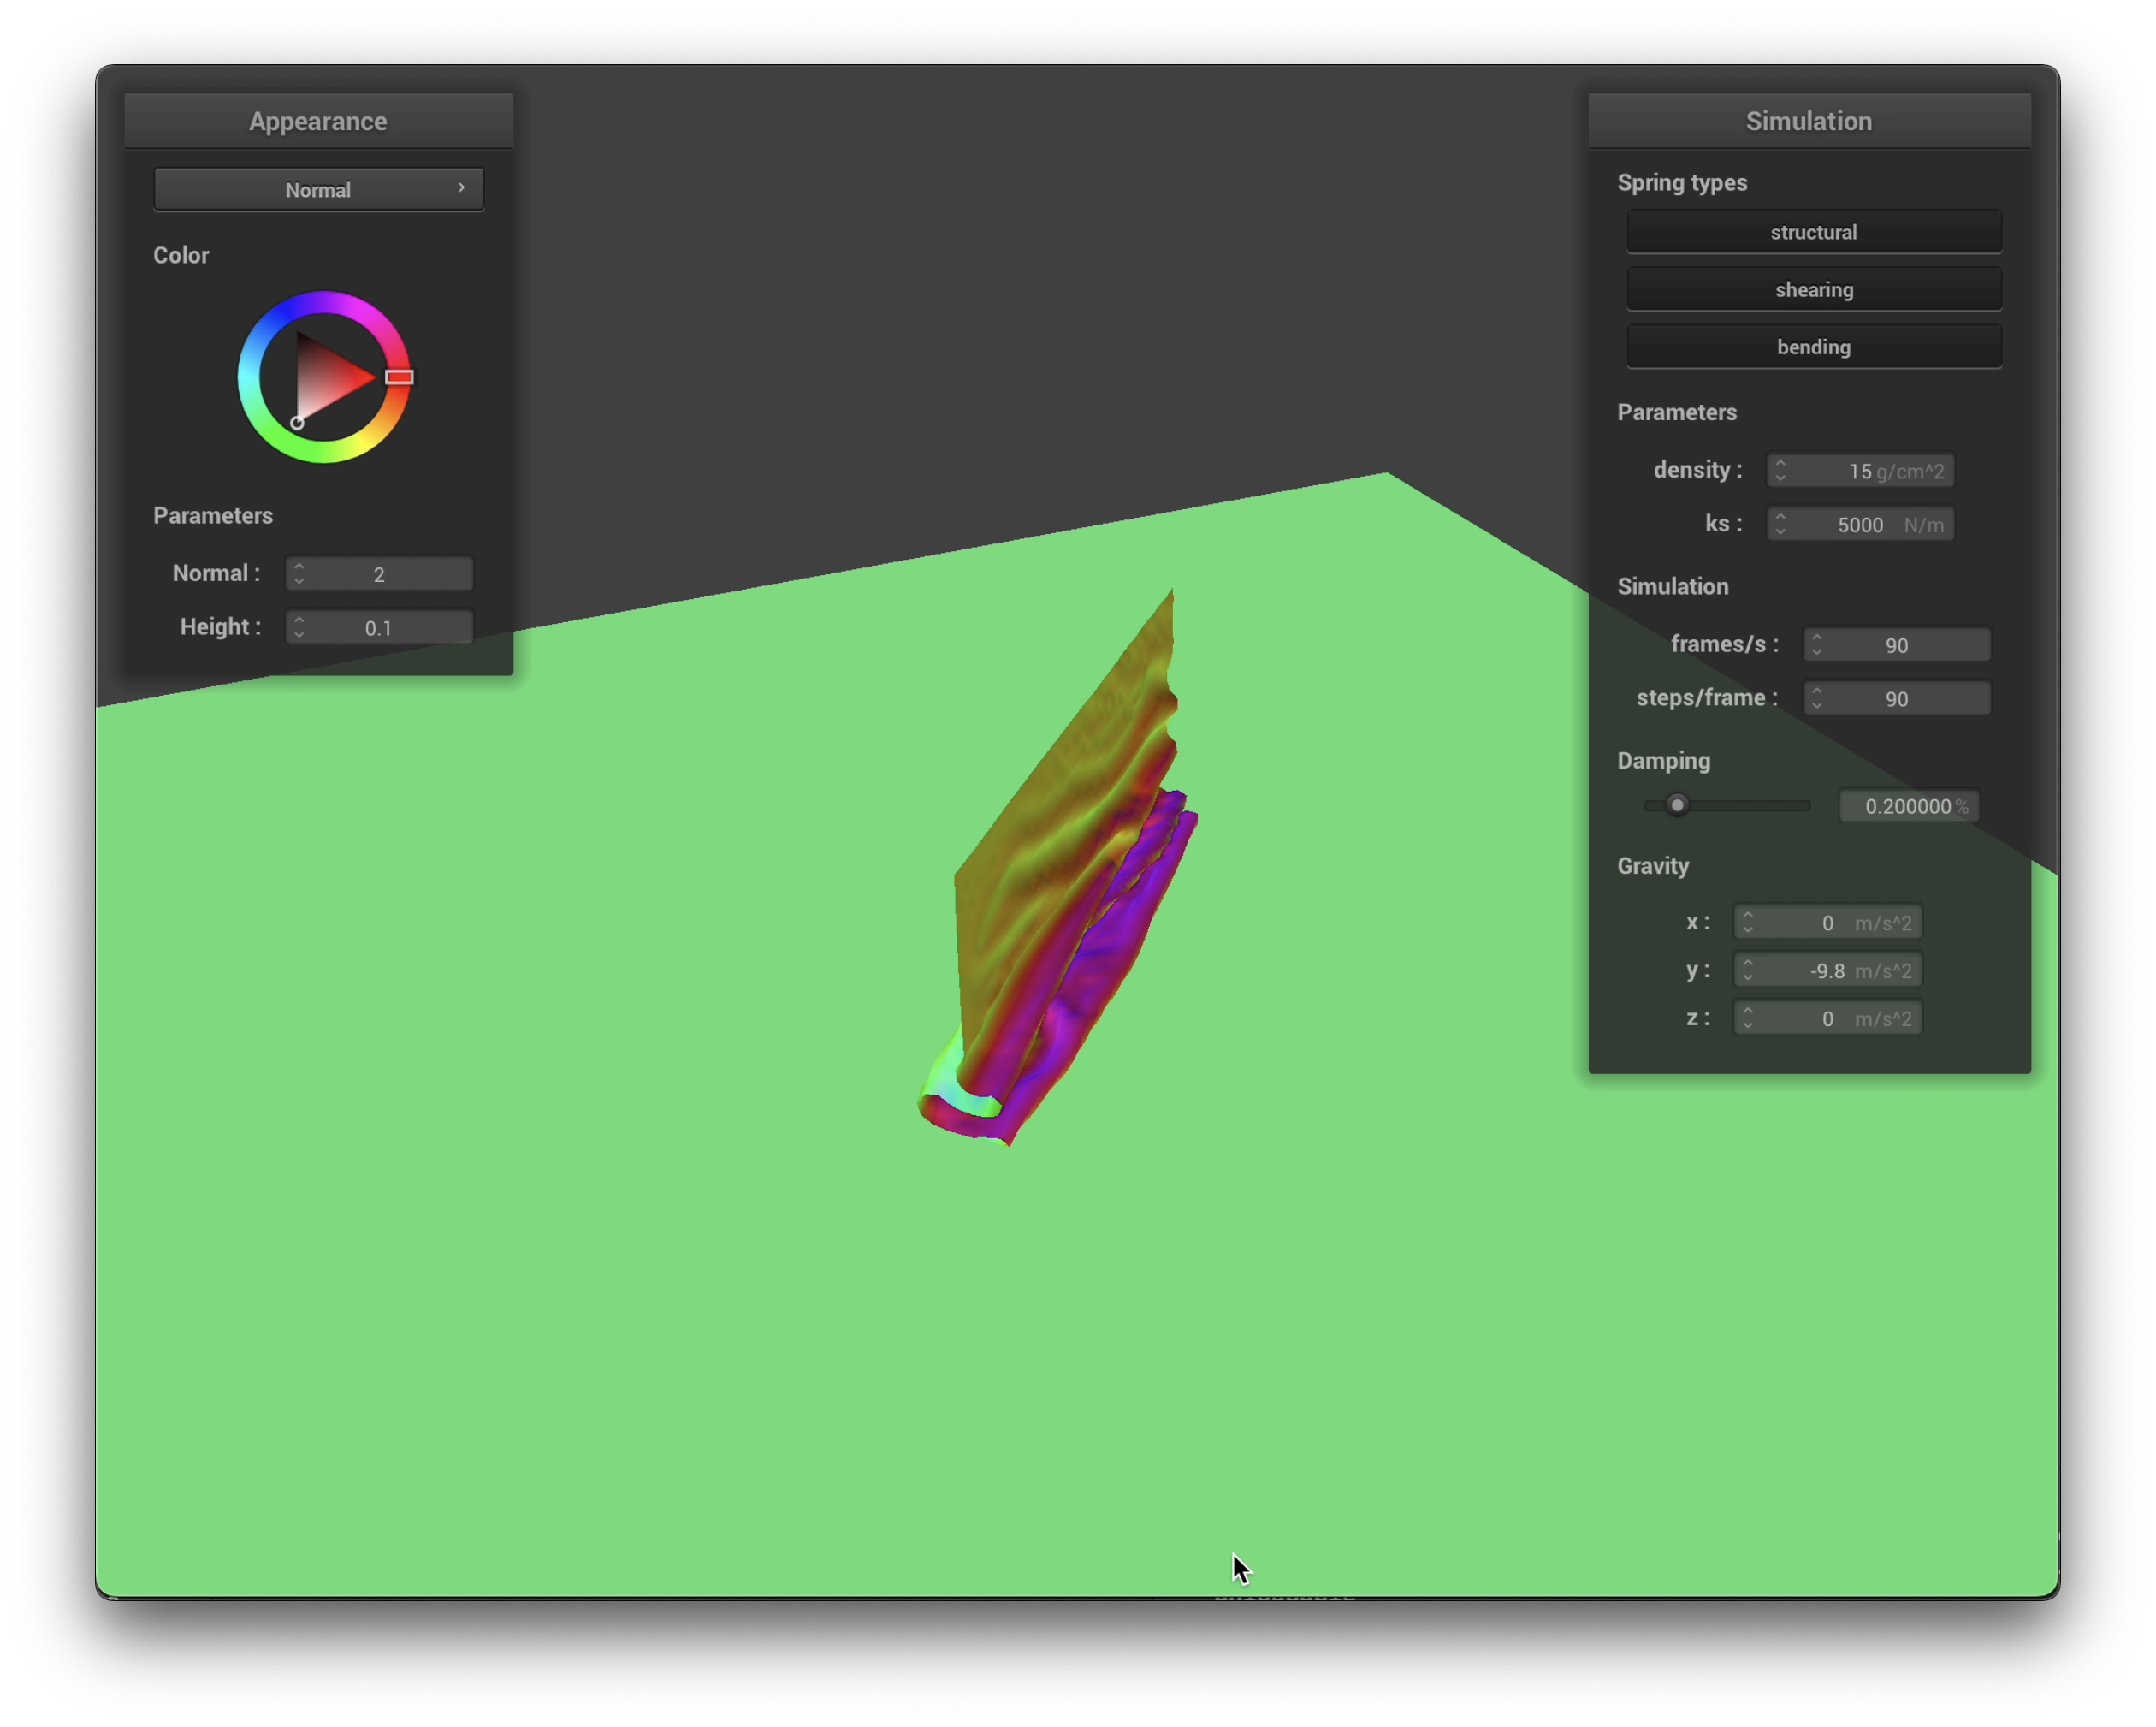 Appearance
Normal
Color
Parameters
Normal : 2
Height : 0.1
Simulation
Spring types
structural
shearing
bending
Parameters
density : 15 g/cm^2
ks : 5000 N/m
Simulation
frames/s : 90
steps/frame : 90
Damping
0.200000 %
Gravity
x : 0 m/s^2
y : -9.8 m/s^2
z : 0 m/s^2